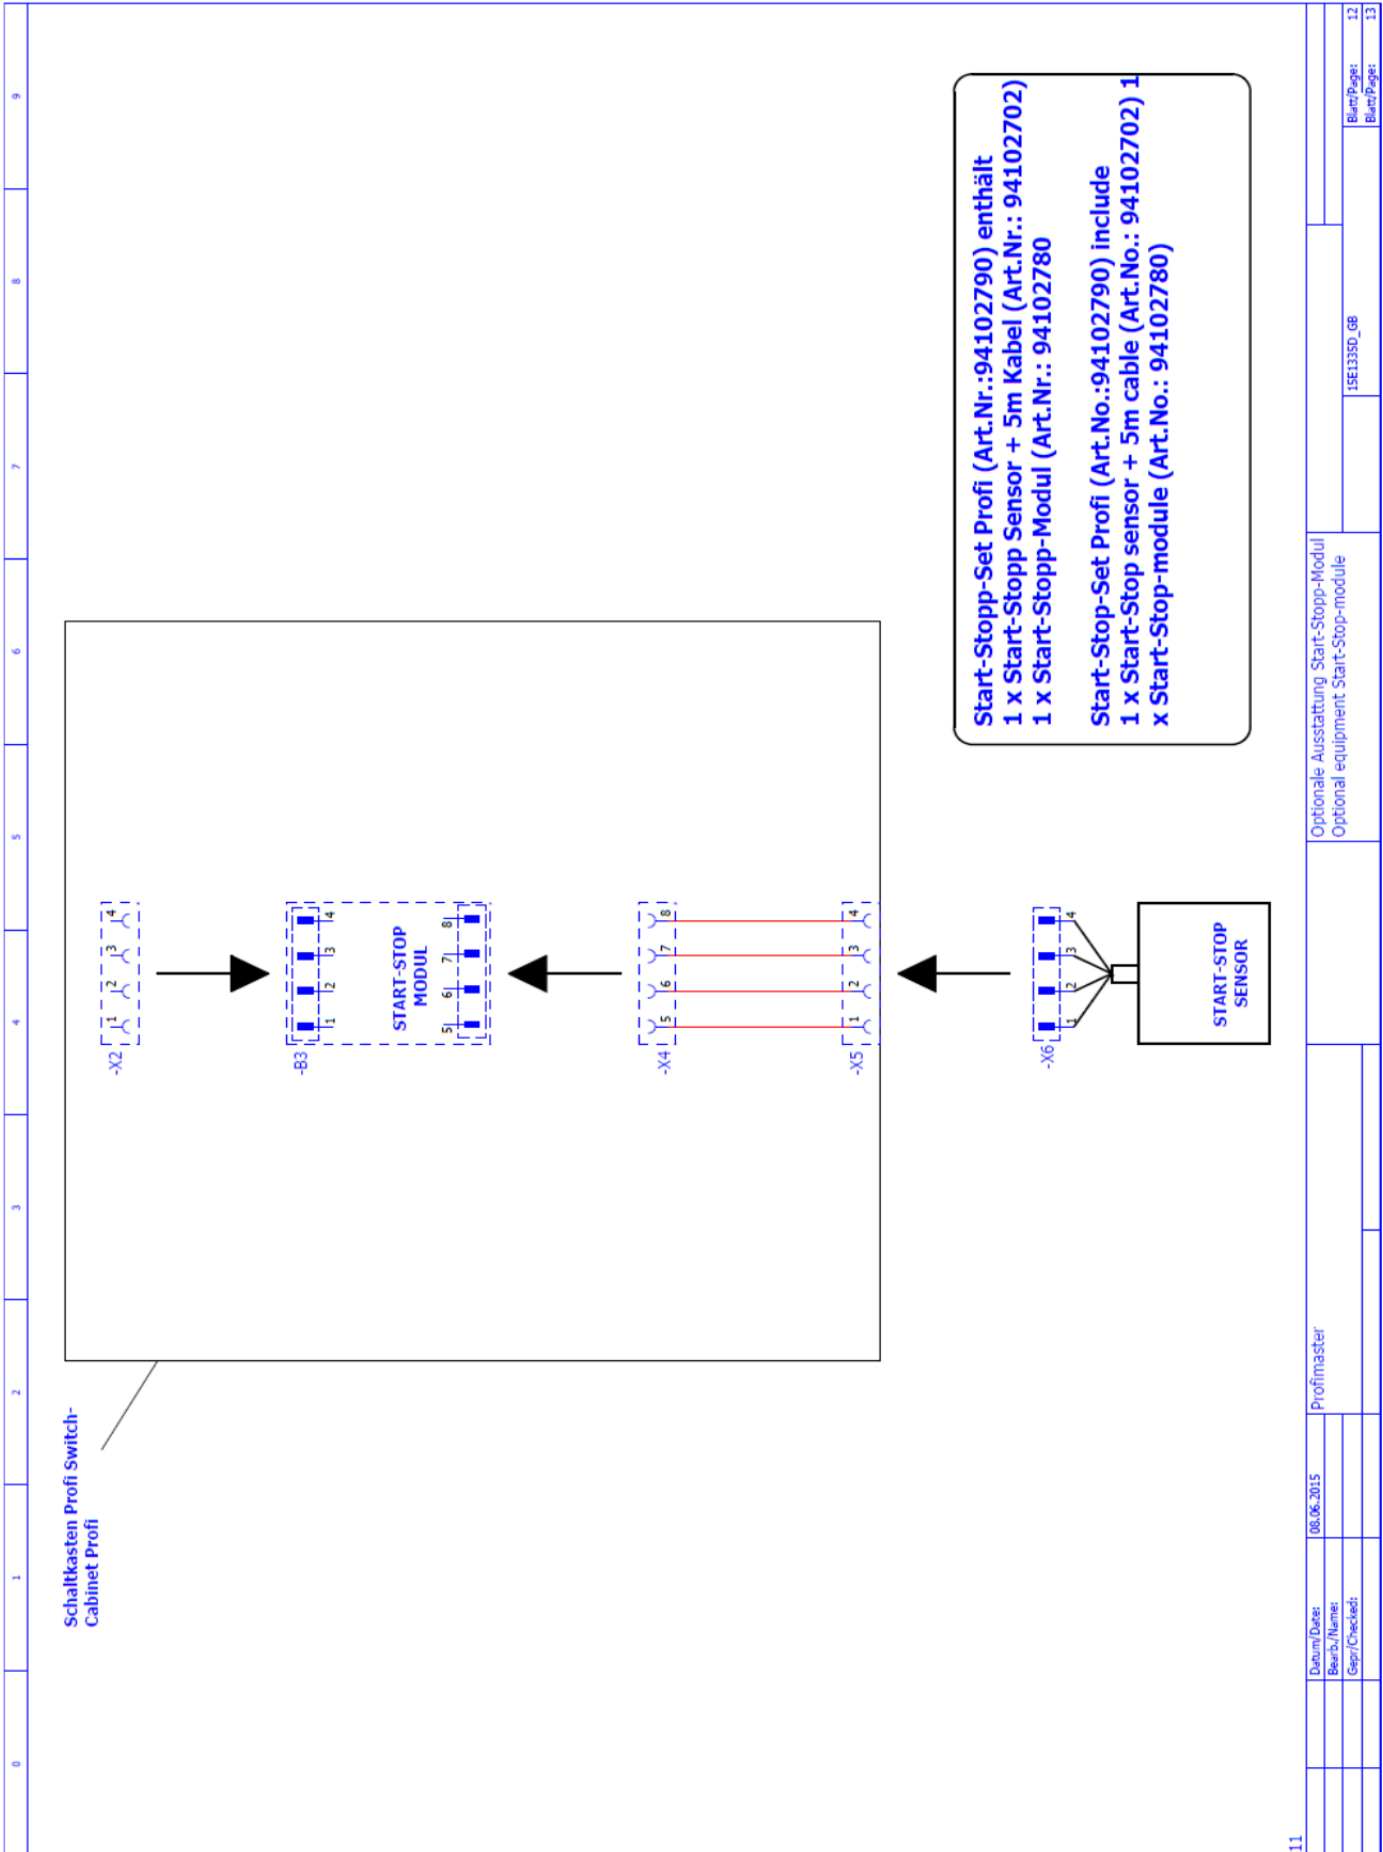 0 1 2 3 4 5 6 7 8 9
Schaltkasten Profi Switch-
Cabinet Profi
-X2
1 2 3 4
-B3
1 2 3 4
START-STOP
MODUL
5 6 7 8
-X4
5 6 7 8
-X5
1 2 3 4
-X6
1 2 3 4
START-STOP
SENSOR
Start-Stopp-Set Profi (Art.Nr.:94102790) enthält
1 x Start-Stopp Sensor + 5m Kabel (Art.Nr.: 94102702)
1 x Start-Stopp-Modul (Art.Nr.: 94102780
Start-Stop-Set Profi (Art.No.:94102790) include
1 x Start-Stop sensor + 5m cable (Art.No.: 94102702) 1
x Start-Stop-module (Art.No.: 94102780)
11
Datum/Date: 08.06.2015
Bearb./Name:
Gepr/Checked:
Profimaster
Optionale Ausstattung Start-Stopp-Modul
Optional equipment Start-Stop-module
15E1335D_GB
Blatt/Page: 12
Blatt/Page: 13